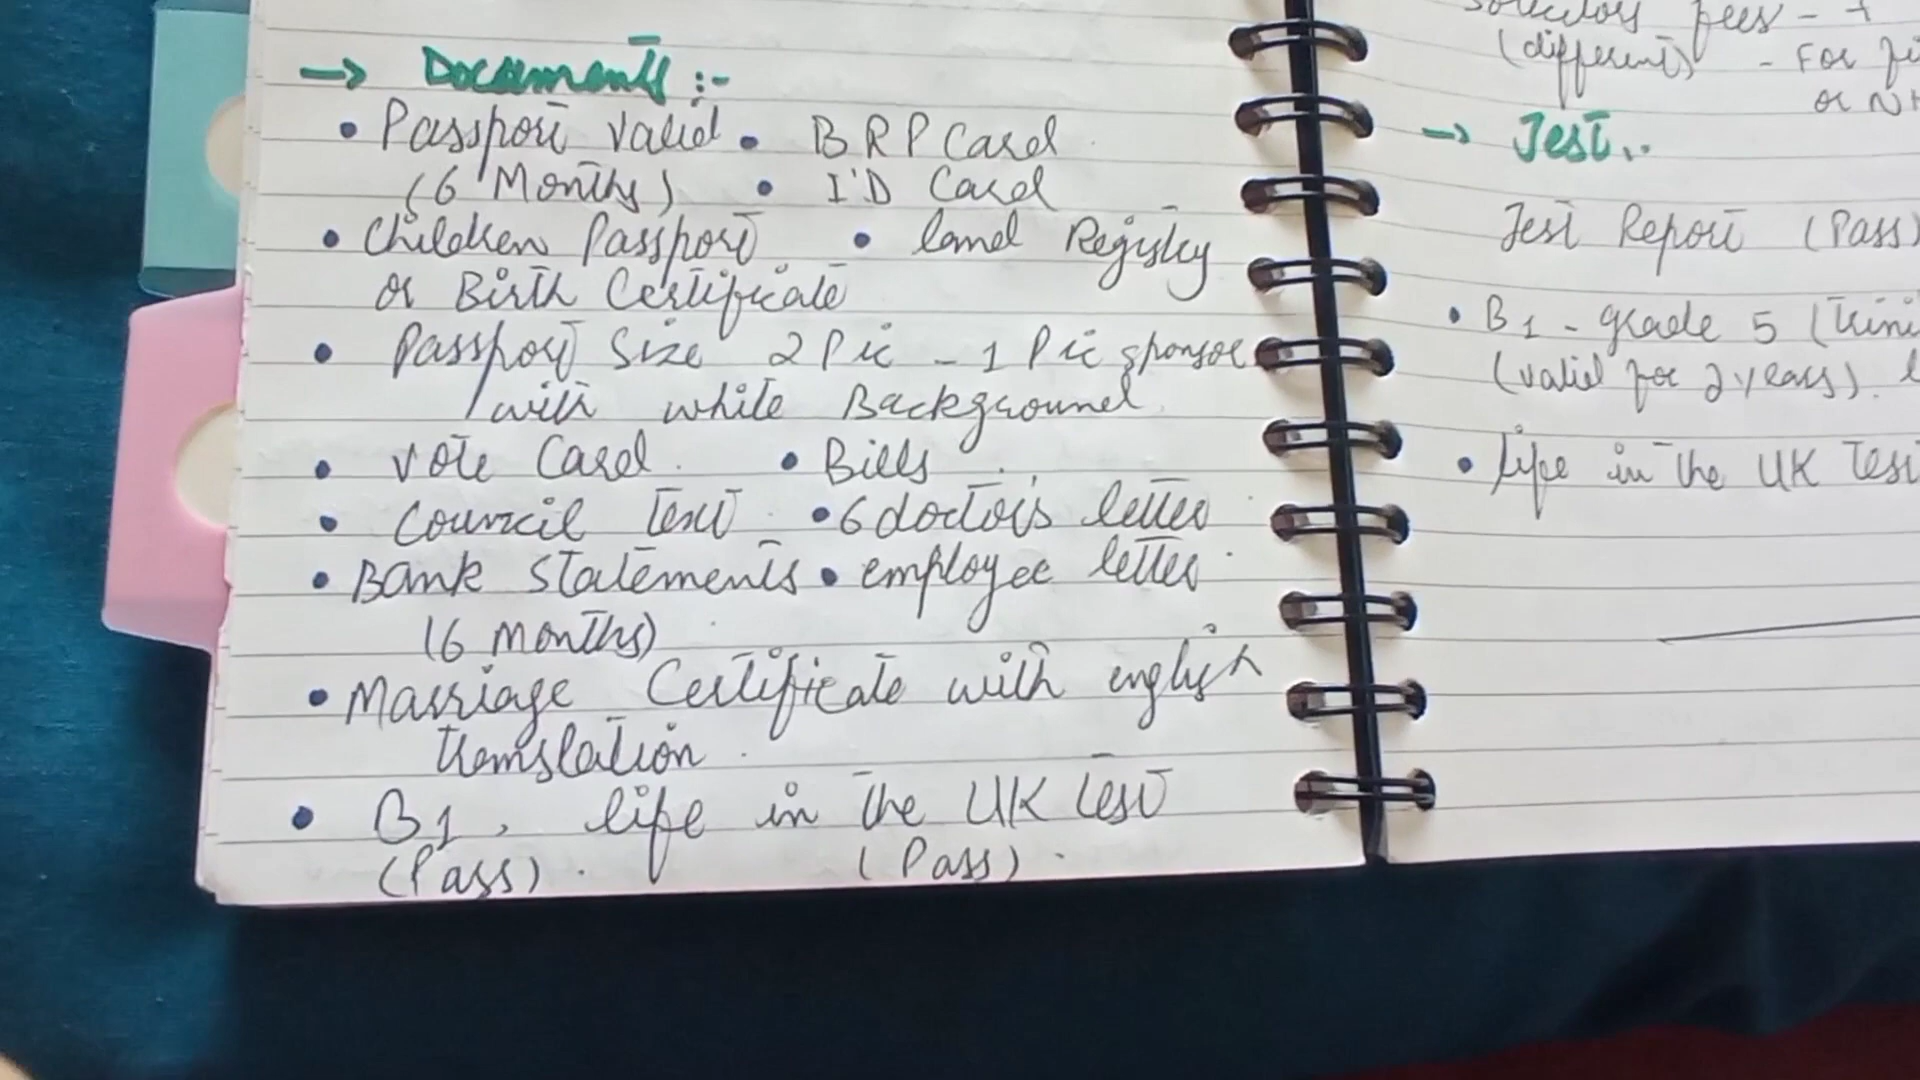 → Documents :-
• Passport valid • BRP Card
(6 Months) • I'D Card
• Children Passport • land Registry
or Birth Certificate
• Passport Size 2 Pic - 1 Pic sponsor
with white Background
• Vote Card • Bills
• Council text • 6 doctor's letter
• Bank Statements • employee letter
(6 months)
• Marriage Certificate with english
translation
• B1, life in the UK test
(Pass). (Pass).
fees -
(different) - For
or
→ Test..
Test Report (Pass)
• B1 - grade 5
(valid for 2 years).
• life in the UK Test